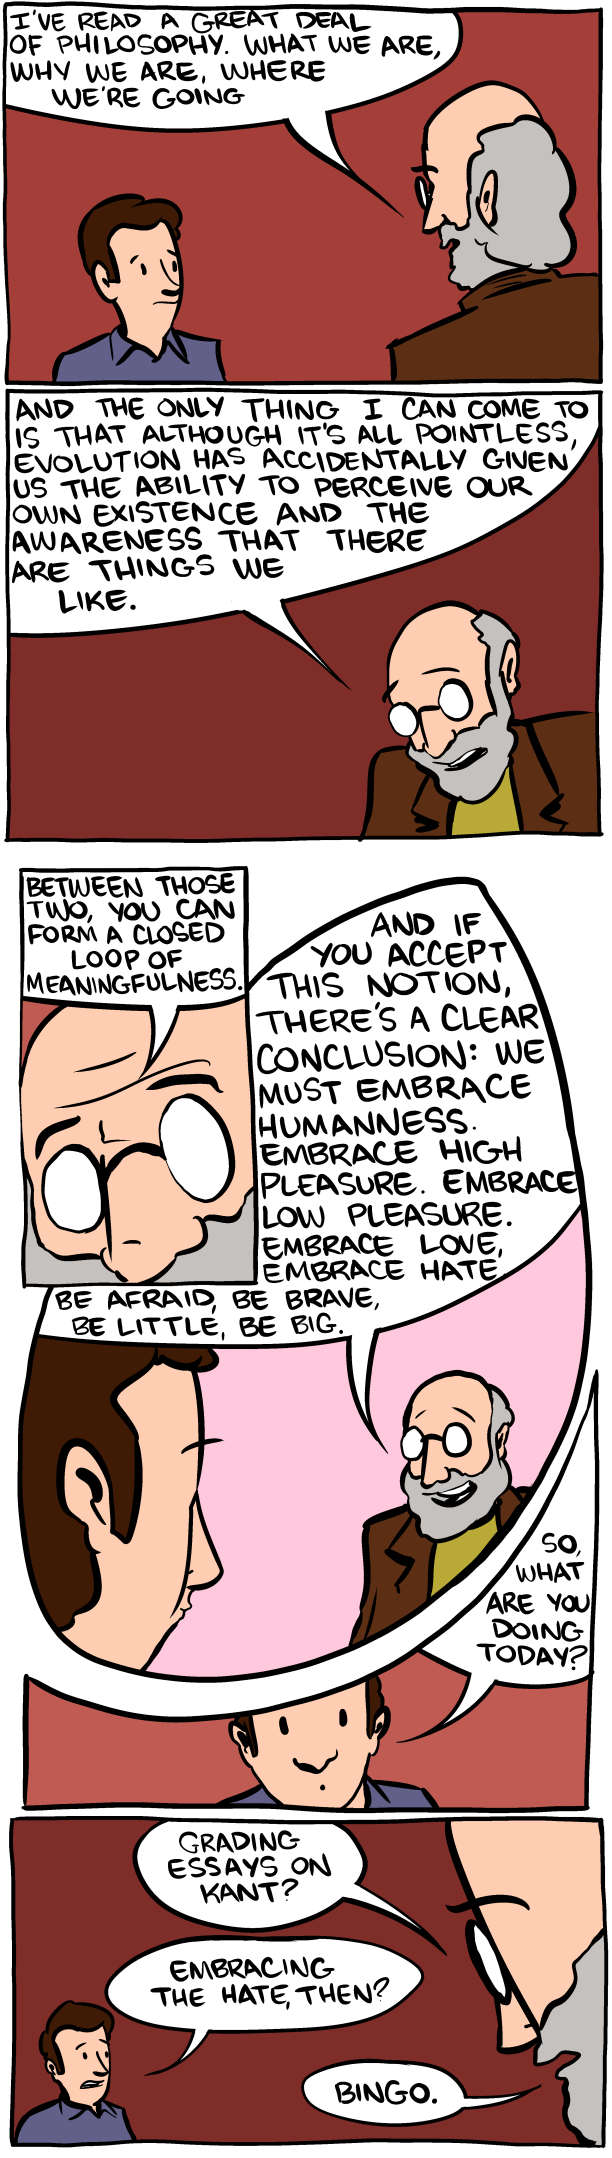 I'VE READ A GREAT DEAL
OF PHILOSOPHY. WHAT WE ARE,
WHY WE ARE, WHERE
WE'RE GOING
AND THE ONLY THING I CAN COME TO
IS THAT ALTHOUGH IT'S ALL POINTLESS,
EVOLUTION HAS ACCIDENTALLY GIVEN
US THE ABILITY TO PERCEIVE OUR
OWN EXISTENCE AND THE
AWARENESS THAT THERE
ARE THINGS WE
LIKE.
BETWEEN THOSE
TWO, YOU CAN
FORM A CLOSED
LOOP OF
MEANINGFULNESS.
AND IF
YOU ACCEPT
THIS NOTION,
THERE'S A CLEAR
CONCLUSION: WE
MUST EMBRACE
HUMANNESS.
EMBRACE HIGH
PLEASURE. EMBRACE
LOW PLEASURE.
EMBRACE LOVE,
EMBRACE HATE
BE AFRAID, BE BRAVE,
BE LITTLE, BE BIG.
SO,
WHAT
ARE YOU
DOING
TODAY?
GRADING
ESSAYS ON
KANT?
EMBRACING
THE HATE, THEN?
BINGO.